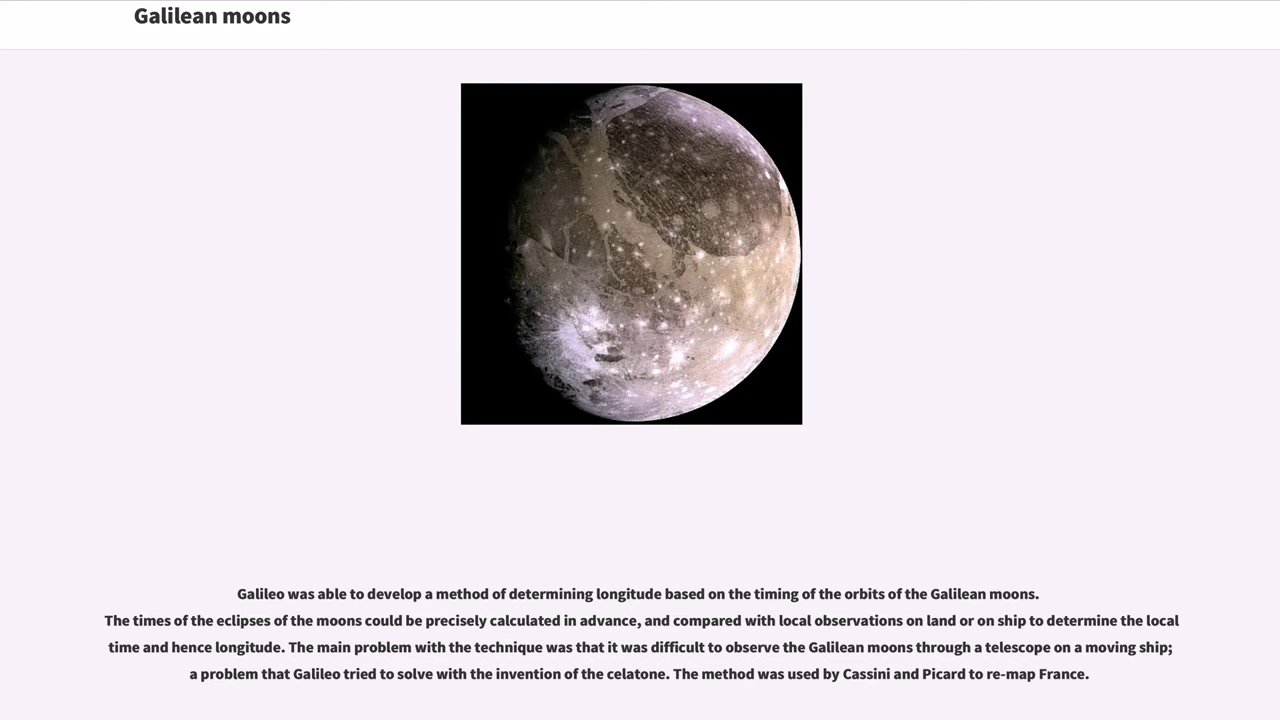 Galilean moons
Galileo was able to develop a method of determining longitude based on the timing of the orbits of the Galilean moons.
The times of the eclipses of the moons could be precisely calculated in advance, and compared with local observations on land or on ship to determine the local
time and hence longitude. The main problem with the technique was that it was difficult to observe the Galilean moons through a telescope on a moving ship;
a problem that Galileo tried to solve with the invention of the celatone. The method was used by Cassini and Picard to re-map France.